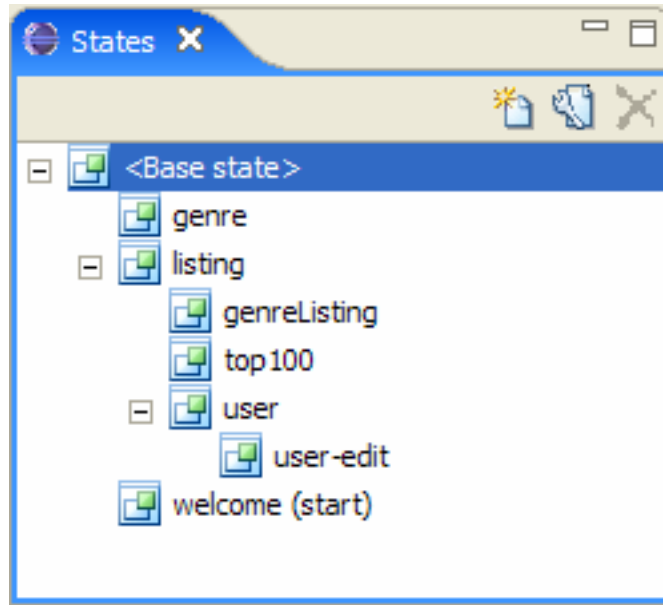 States
<Base state>
genre
listing
genreListing
top100
user
user-edit
welcome (start)